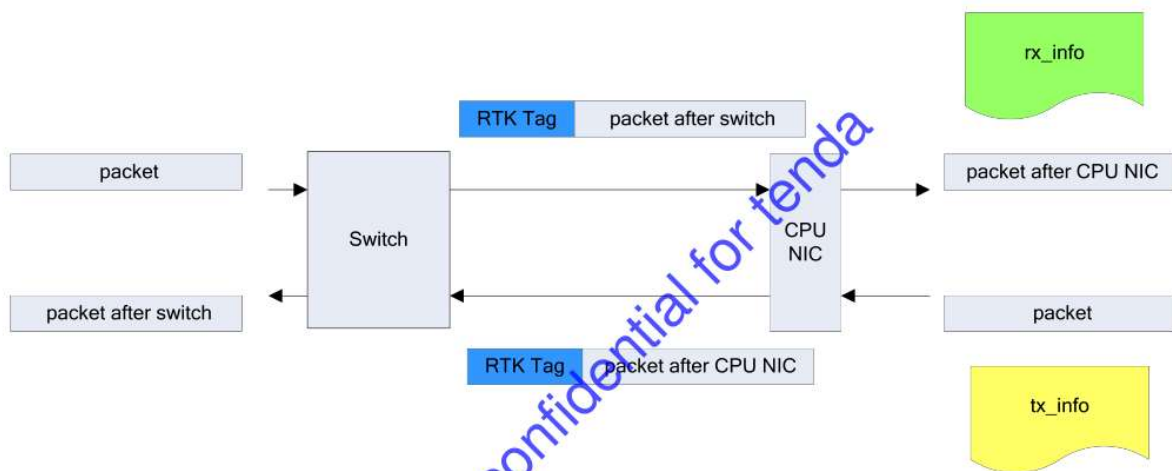 rx_info
RTK Tag
packet after switch
packet
packet after CPU NIC
Switch
CPU
NIC
packet after switch
packet
RTK Tag
packet after CPU NIC
tx_info
confidential for tenda